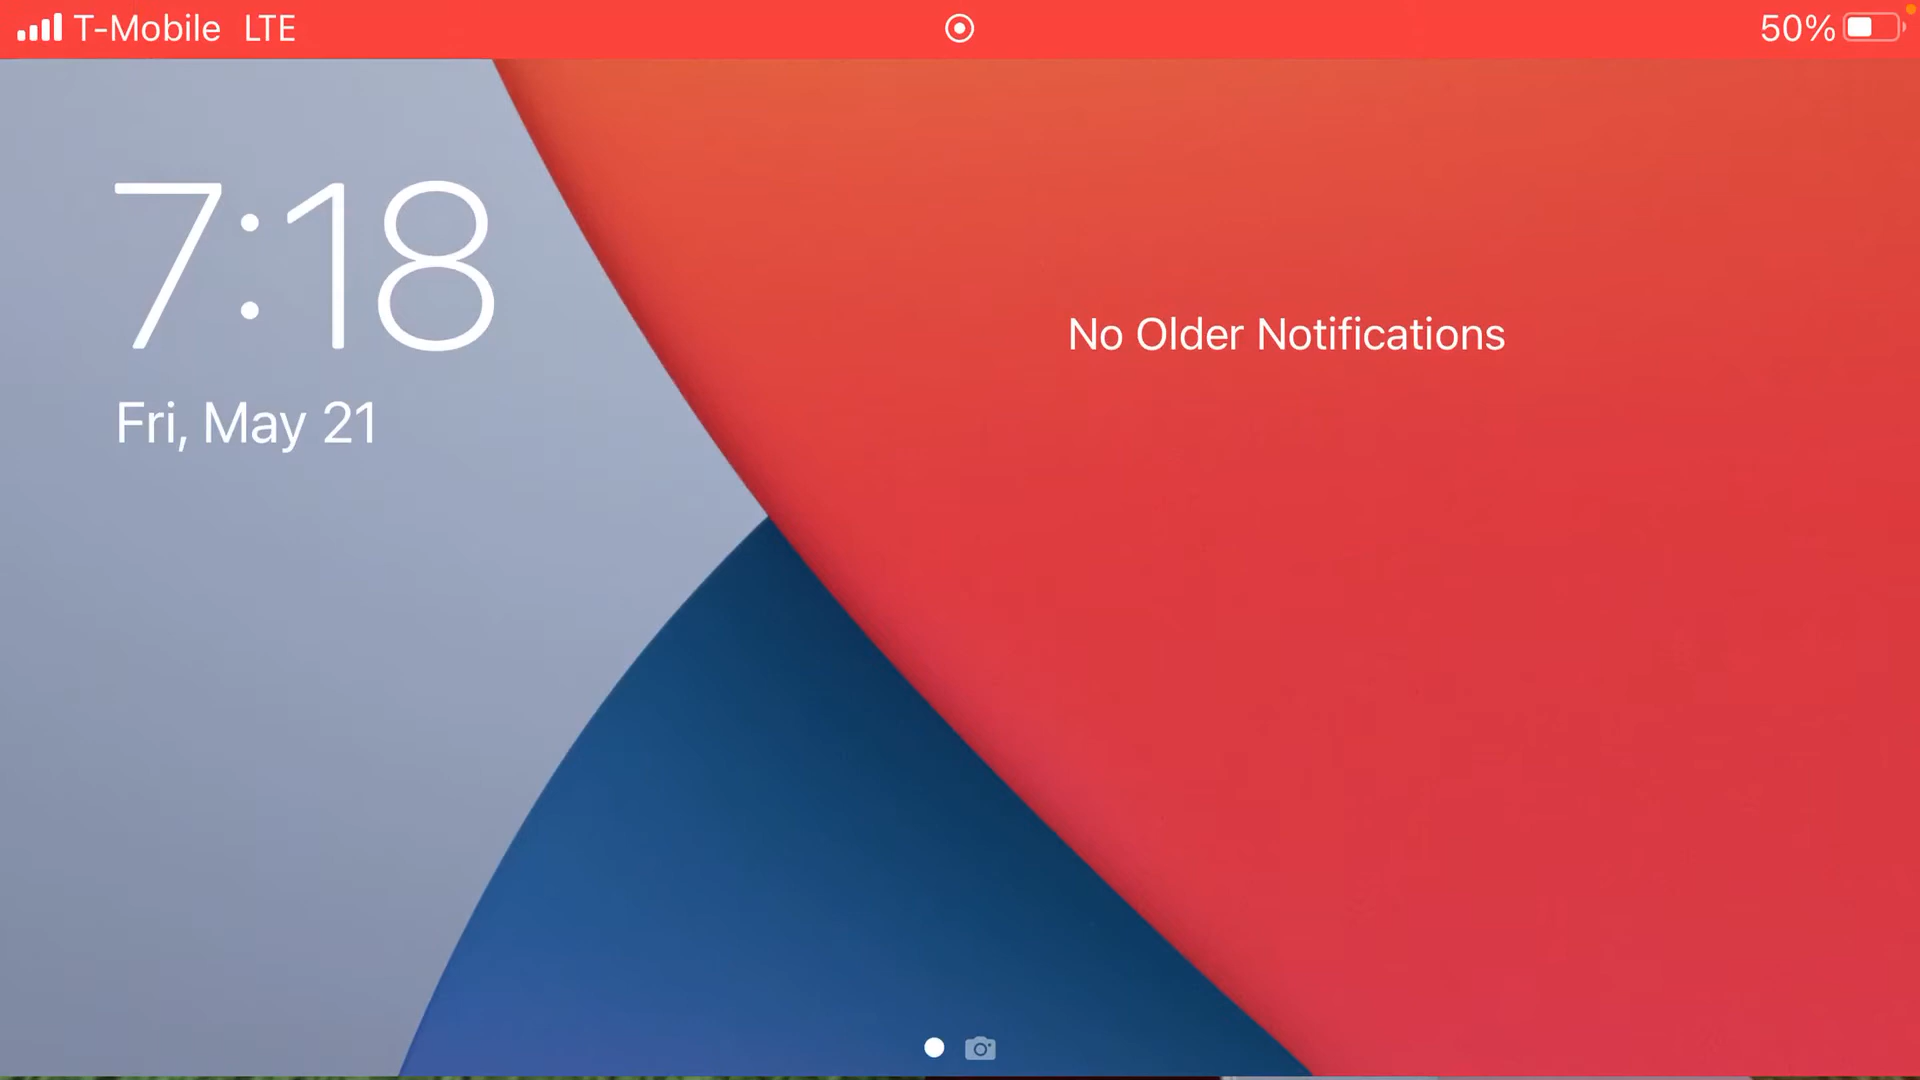 T-Mobile LTE
50%
7:18
Fri, May 21
No Older Notifications